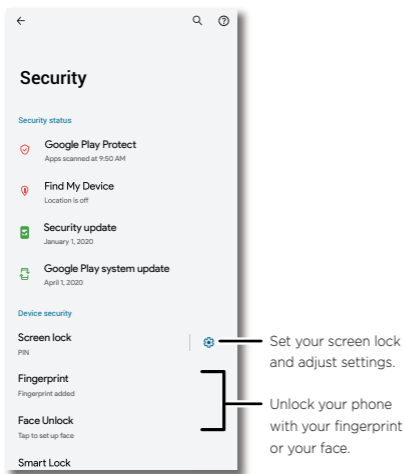 Security
Security status
Google Play Protect
Apps scanned at 9:50 AM
Find My Device
Location is off
Security update
January 1, 2020
Google Play system update
April 1, 2020
Device security
Screen lock
PIN
Set your screen lock
and adjust settings.
Fingerprint
Fingerprint added
Face Unlock
Tap to set up face
Unlock your phone
with your fingerprint
or your face.
Smart Lock